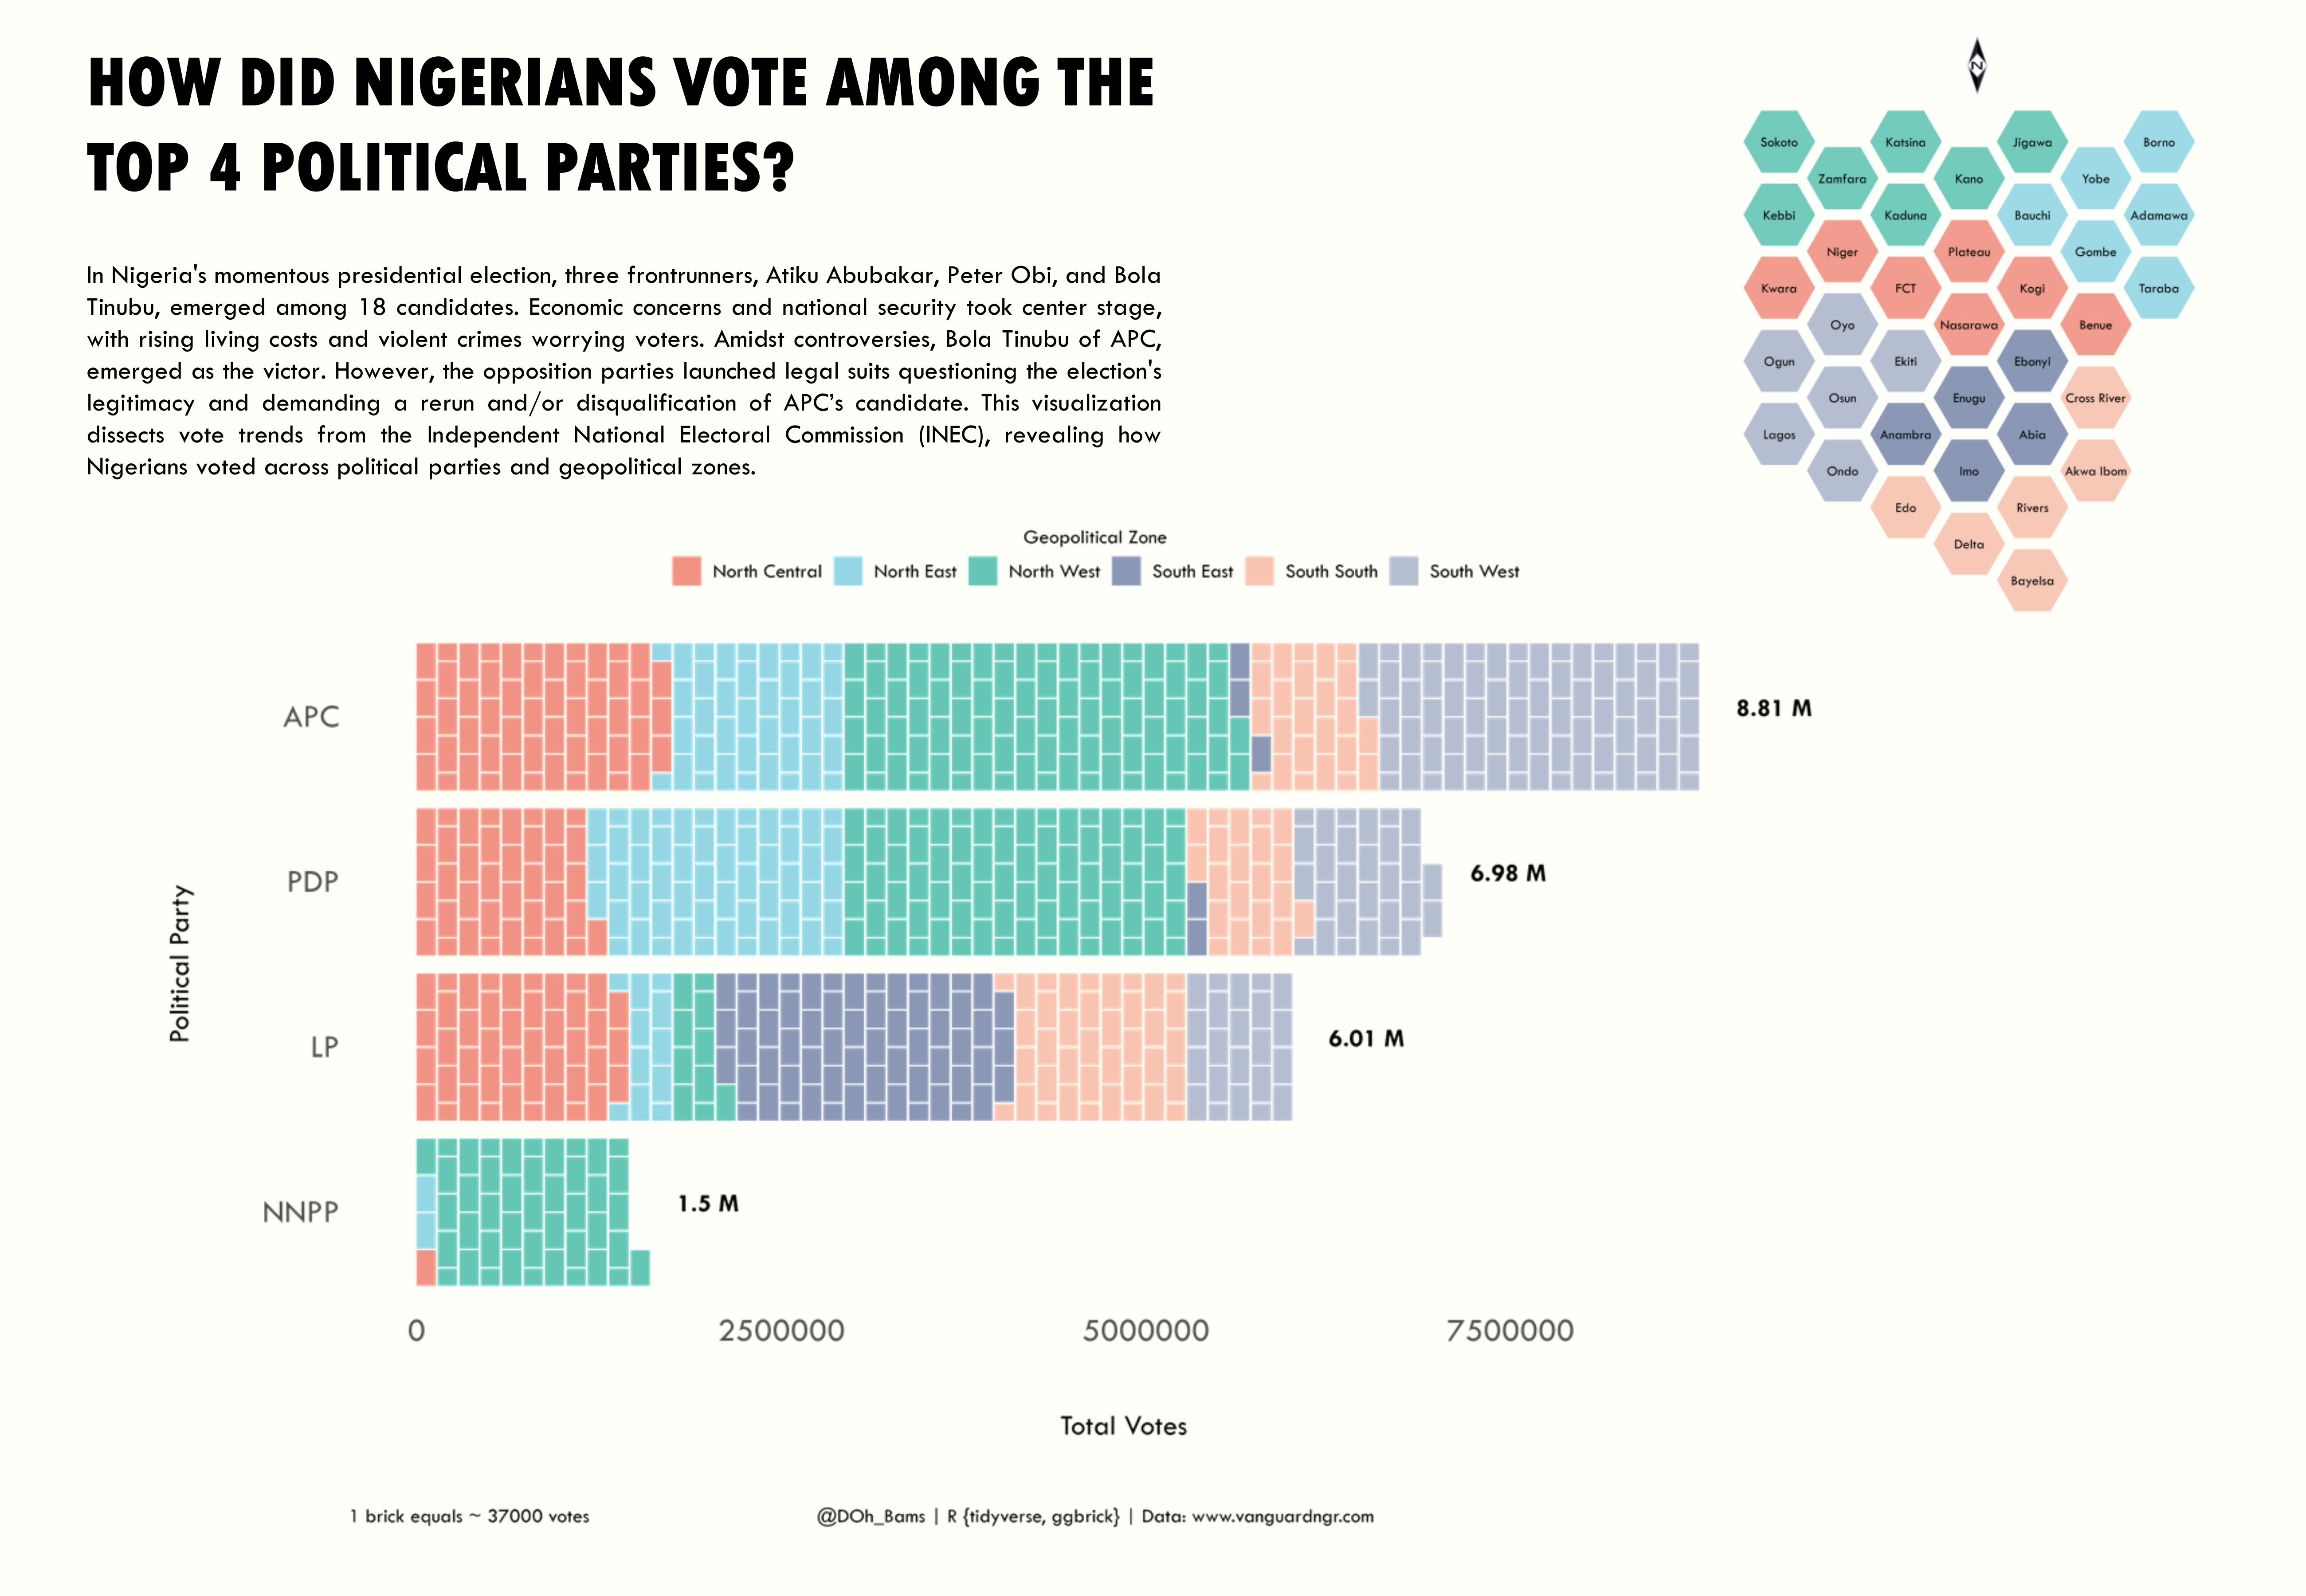 HOW DID NIGERIANS VOTE AMONG THE
TOP 4 POLITICAL PARTIES?
In Nigeria's momentous presidential election, three frontrunners, Atiku Abubakar, Peter Obi, and Bola
Tinubu, emerged among 18 candidates. Economic concerns and national security took center stage,
with rising living costs and violent crimes worrying voters. Amidst controversies, Bola Tinubu of APC,
emerged as the victor. However, the opposition parties launched legal suits questioning the election's
legitimacy and demanding a rerun and/or disqualification of APC’s candidate. This visualization
dissects vote trends from the Independent National Electoral Commission (INEC), revealing how
Nigerians voted across political parties and geopolitical zones.
N
Sokoto Katsina Jigawa Borno
Zamfara Kano Yobe
Kebbi Kaduna Bauchi Adamawa
Niger Plateau Gombe
Kwara FCT Kogi Taraba
Oyo Nasarawa Benue
Ogun Ekiti Ebonyi
Osun Enugu Cross River
Lagos Anambra Abia
Ondo Imo Akwa Ibom
Edo Rivers
Delta
Bayelsa
Geopolitical Zone
North Central North East North West South East South South South West
Political Party
APC 8.81 M
PDP 6.98 M
LP 6.01 M
NNPP 1.5 M
0 2500000 5000000 7500000
Total Votes
1 brick equals ~ 37000 votes
@DOh_Bams | R {tidyverse, ggbrick} | Data: www.vanguardngr.com